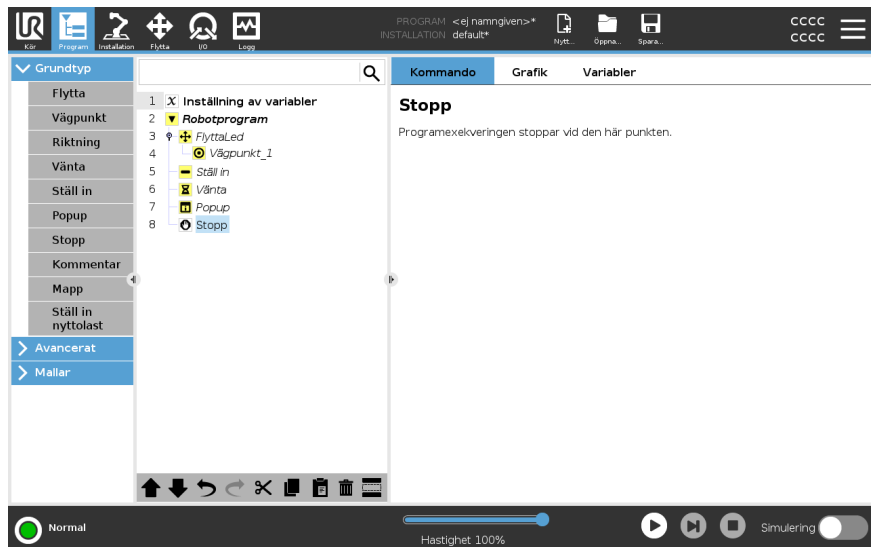 UR
Kör
Program
Installation
Flytta
I/O
Logg
PROGRAM <ej namngiven>*
INSTALLATION default*
Nytt...
Öppna...
Spara...
CCCC
CCCC
Grundtyp
Flytta
Vägpunkt
Riktning
Vänta
Ställ in
Popup
Stopp
Kommentar
Mapp
Ställ in
nyttolast
Avancerat
Mallar
1 X Inställning av variabler
2 Robotprogram
3 FlyttaLed
4 Vägpunkt_1
5 Ställ in
6 Vänta
7 Popup
8 Stopp
Kommando
Grafik
Variabler
Stopp
Programexekveringen stoppar vid den här punkten.
Normal
Hastighet 100%
Simulering